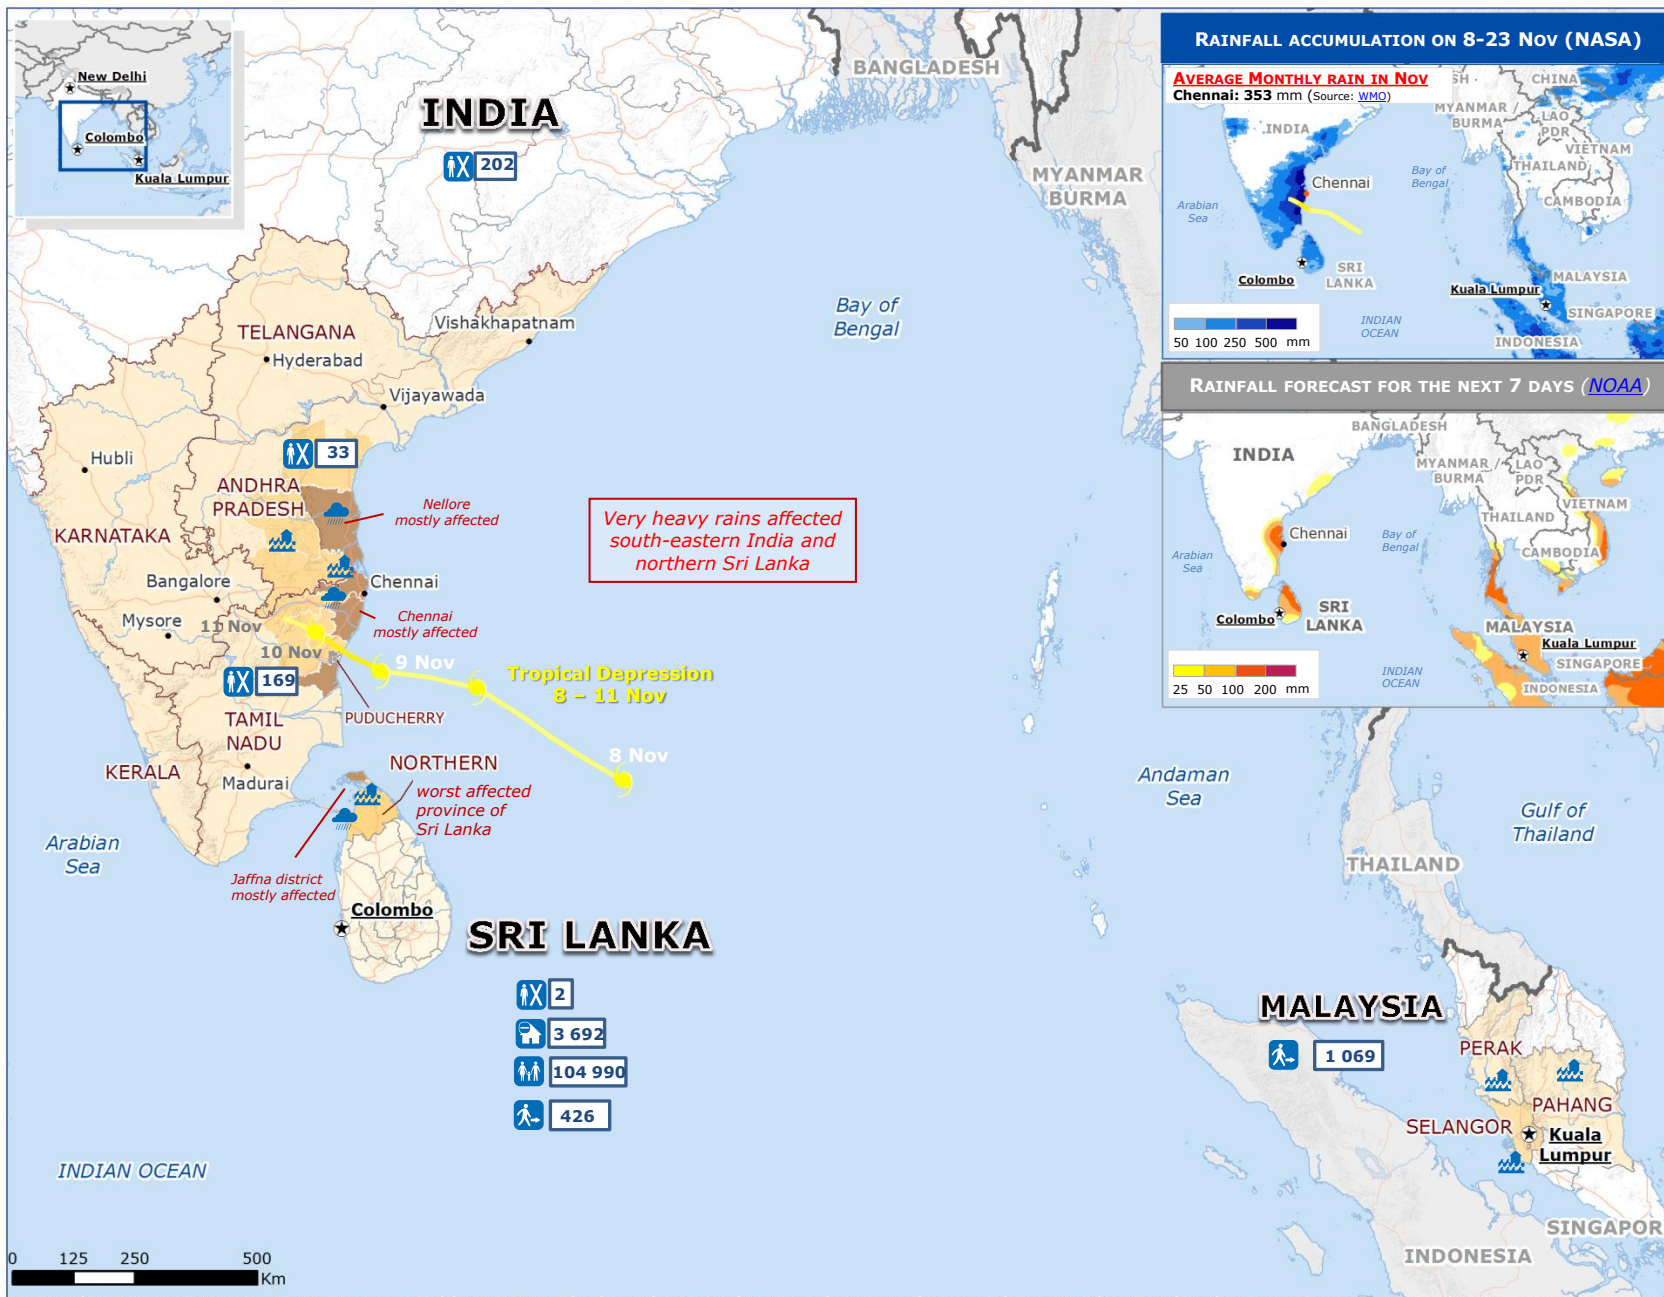 New Delhi
Colombo
Kuala Lumpur
INDIA
202
BANGLADESH
MYANMAR
BURMA
TELANGANA
Hyderabad
Vishakhapatnam
Vijayawada
Bay of
Bengal
Hubli
33
ANDHRA
PRADESH
KARNATAKA
Nellore
mostly affected
Very heavy rains affected
south-eastern India and
northern Sri Lanka
Bangalore
Chennai
Mysore
Chennai
mostly affected
11 Nov
10 Nov
9 Nov
Tropical Depression
8 – 11 Nov
169
PUDUCHERRY
TAMIL
NADU
8 Nov
KERALA
Madurai
NORTHERN
worst affected
province of
Sri Lanka
Arabian
Sea
Jaffna district
mostly affected
Colombo
SRI LANKA
2
3 692
104 990
426
INDIAN OCEAN
0 125 250 500
Km
Andaman
Sea
Gulf of
Thailand
THAILAND
MALAYSIA
1 069
PERAK
PAHANG
SELANGOR
Kuala
Lumpur
SINGAPOR
INDONESIA
RAINFALL ACCUMULATION ON 8-23 NOV (NASA)
AVERAGE MONTHLY RAIN IN NOV
Chennai: 353 mm (Source: WMO)
SH
CHINA
MYANMAR /
BURMA
LAO
PDR
INDIA
VIETNAM
THAILAND
Bay of
Bengal
Chennai
CAMBODIA
Arabian
Sea
SRI
LANKA
Colombo
MALAYSIA
Kuala Lumpur
SINGAPORE
INDIAN
OCEAN
INDONESIA
50 100 250 500 mm
RAINFALL FORECAST FOR THE NEXT 7 DAYS (NOAA)
BANGLADESH
INDIA
MYANMAR /
BURMA
LAO
PDR
VIETNAM
THAILAND
Chennai
Bay of
Bengal
Arabian
Sea
CAMBODIA
Colombo
SRI
LANKA
MALAYSIA
Kuala Lumpur
SINGAPORE
INDIAN
OCEAN
INDONESIA
25 50 100 200 mm